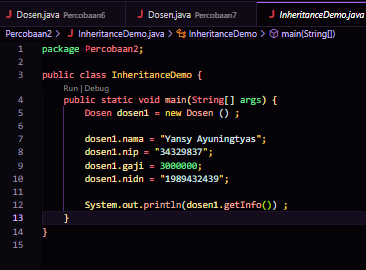 Dosen.java Percobaan6 Dosen.java Percobaan7 InheritanceDemo.java
Percobaan2 > InheritanceDemo.java > InheritanceDemo > main(String[])
1 package Percobaan2;
2
3 public class InheritanceDemo {
Run | Debug
4 public static void main(String[] args) {
5 Dosen dosen1 = new Dosen () ;
6
7 dosen1.nama = "Yansy Ayuningtyas";
8 dosen1.nip = "34329837";
9 dosen1.gaji = 3000000;
10 dosen1.nidn = "1989432439";
11
12 System.out.println(dosen1.getInfo()) ;
13 }
14 }
15